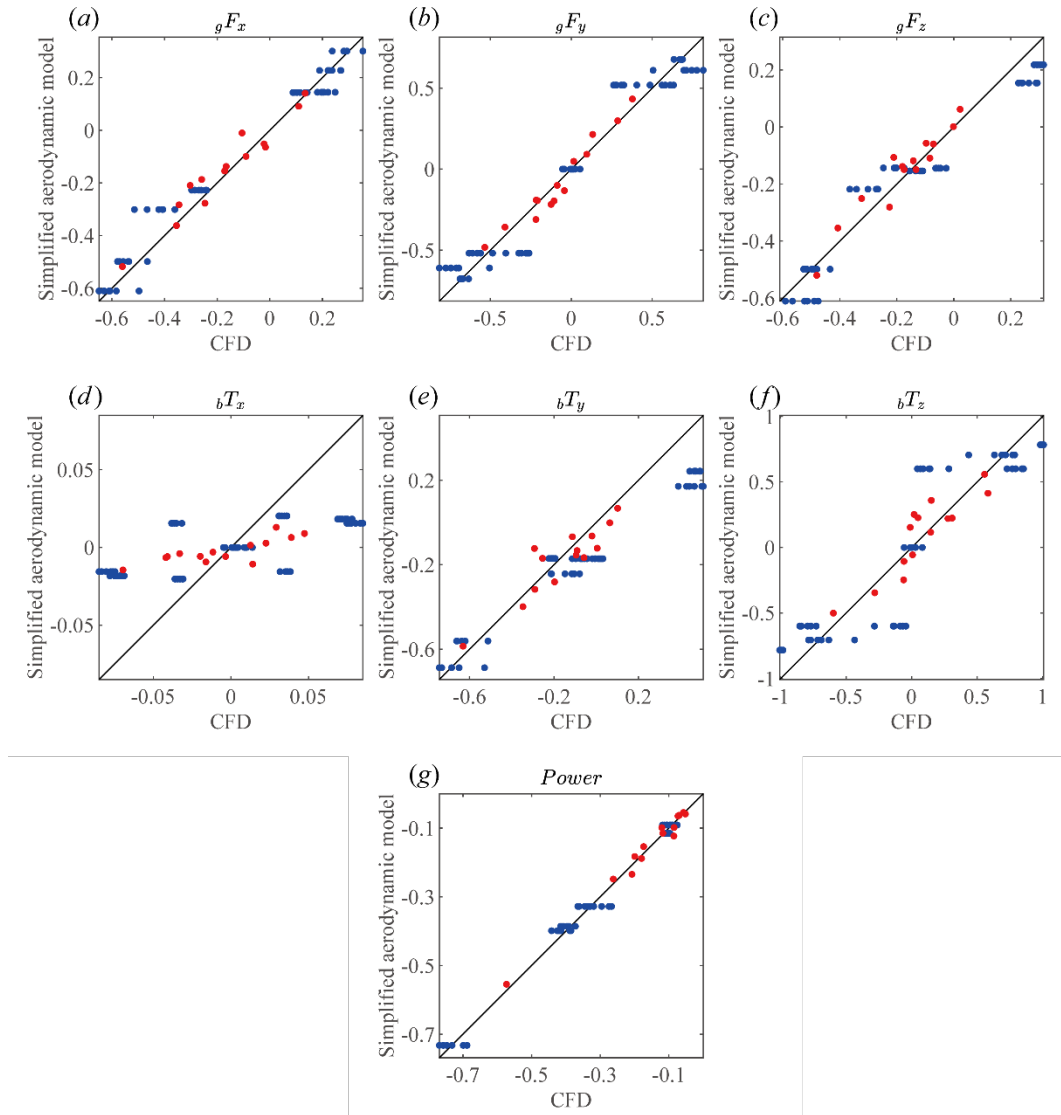 (a) gFx
(b) gFy
(c) gFz
Simplified aerodynamic model
0.2
0
-0.2
-0.4
-0.6
-0.6 -0.4 -0.2 0 0.2
CFD
Simplified aerodynamic model
0.5
0
-0.5
-0.5 0 0.5
CFD
Simplified aerodynamic model
0.2
0
-0.2
-0.4
-0.6
-0.6 -0.4 -0.2 0 0.2
CFD
(d) bTx
(e) bTy
(f) bTz
Simplified aerodynamic model
0.05
0
-0.05
-0.05 0 0.05
CFD
Simplified aerodynamic model
0.2
-0.2
-0.6
-0.6 -0.2 0.2
CFD
Simplified aerodynamic model
1
0.5
0
-0.5
-1
-1 -0.5 0 0.5 1
CFD
(g) Power
Simplified aerodynamic model
-0.1
-0.3
-0.5
-0.7
-0.7 -0.5 -0.3 -0.1
CFD